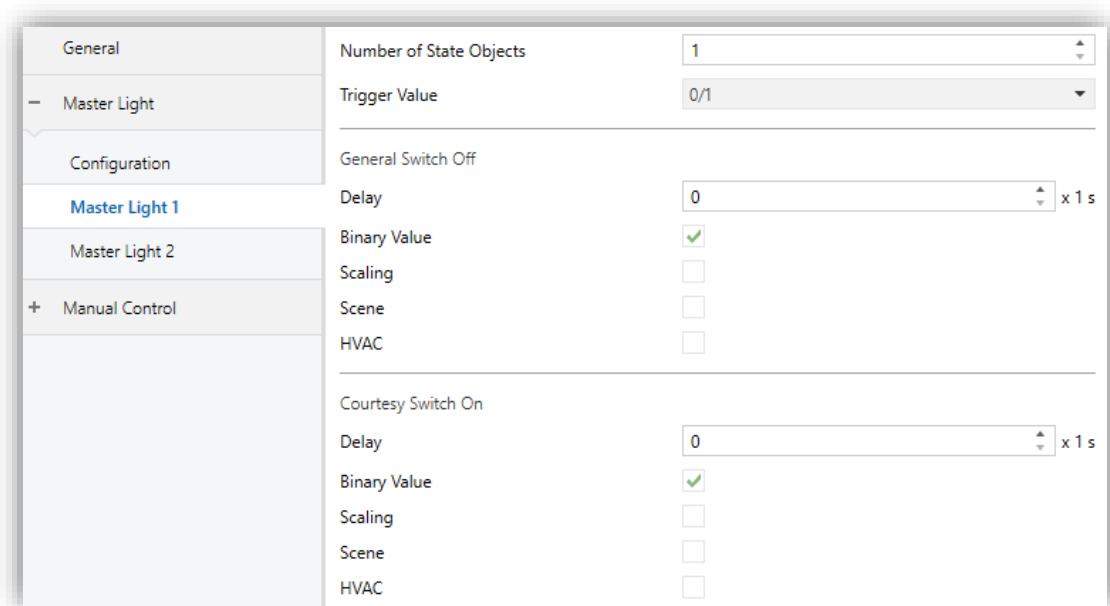 General
Master Light
Configuration
Master Light 1
Master Light 2
Manual Control
Number of State Objects 1
Trigger Value 0/1
General Switch Off
Delay 0 x 1 s
Binary Value
Scaling
Scene
HVAC
Courtesy Switch On
Delay 0 x 1 s
Binary Value
Scaling
Scene
HVAC